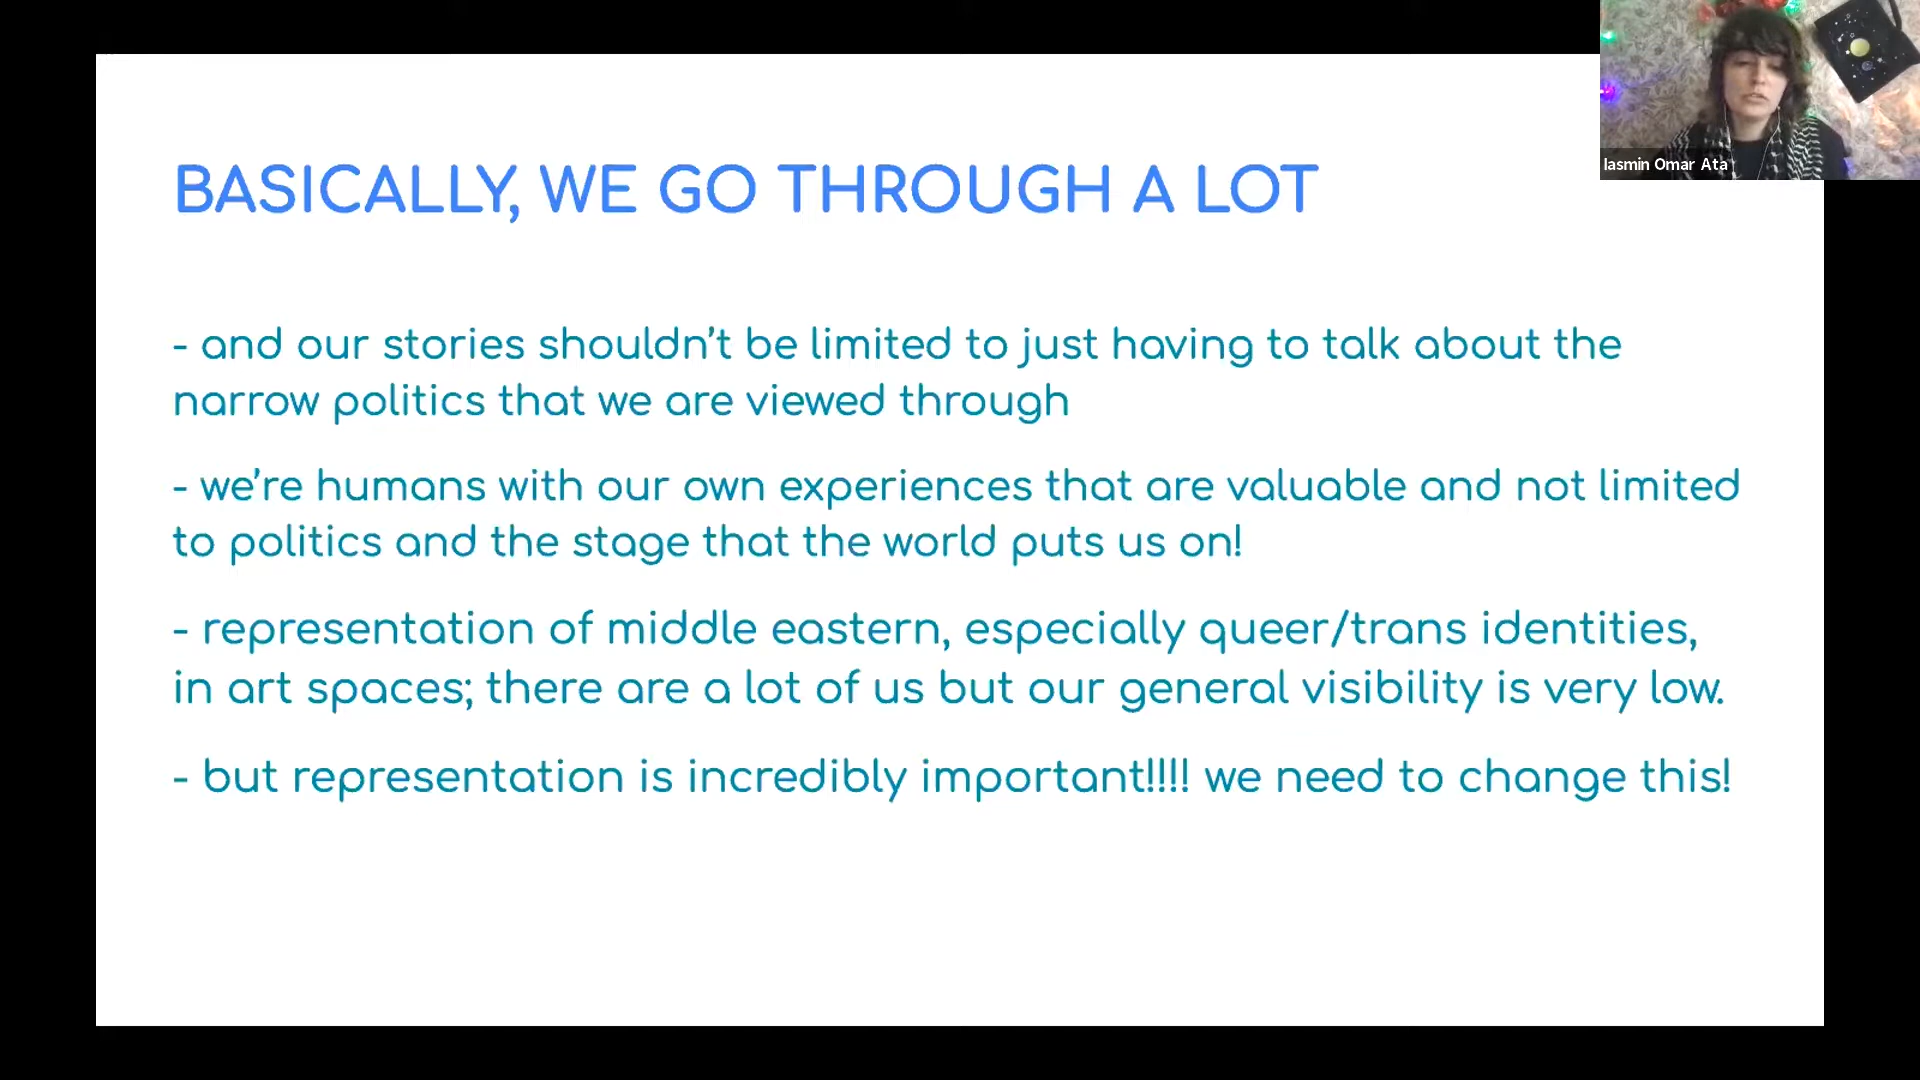 BASICALLY, WE GO THROUGH A LOT
- and our stories shouldn't be limited to just having to talk about the
narrow politics that we are viewed through
- we're humans with our own experiences that are valuable and not limited
to politics and the stage that the world puts us on!
- representation of middle eastern, especially queer/trans identities,
in art spaces; there are a lot of us but our general visibility is very low.
- but representation is incredibly important!!!! we need to change this!
Iasmin Omar Ata